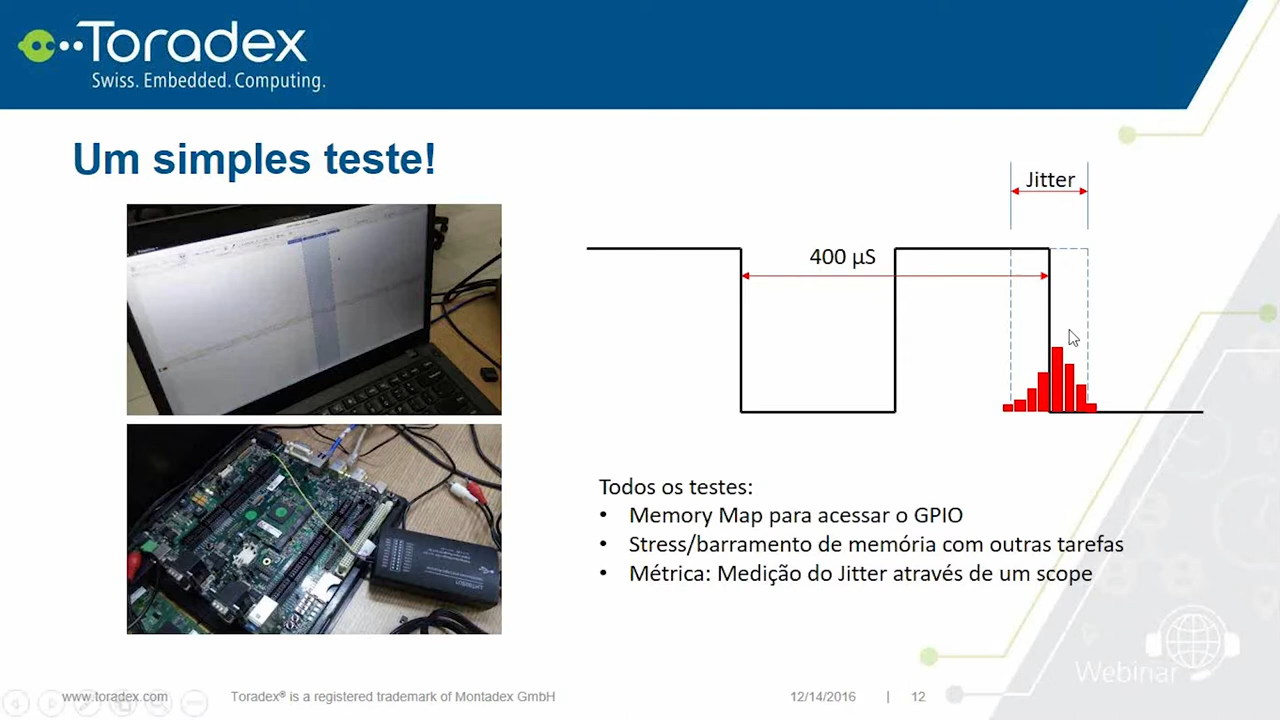 Toradex
Swiss. Embedded. Computing.
Um simples teste!
Jitter
400 µS
Todos os testes:
• Memory Map para acessar o GPIO
• Stress/barramento de memória com outras tarefas
• Métrica: Medição do Jitter através de um scope
Webinar
www.toradex.com
Toradex® is a registered trademark of Montadex GmbH
12/14/2016 | 12